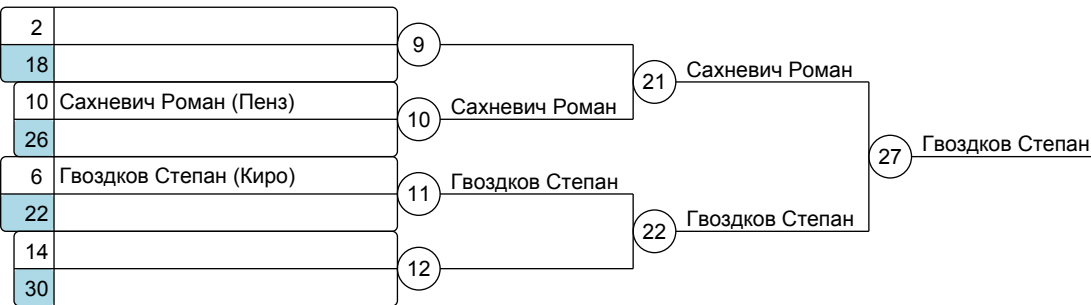 2
9
18
21 Сахневич Роман
10 Сахневич Роман (Пенз)
10 Сахневич Роман
26
27 Гвоздков Степан
6 Гвоздков Степан (Киро)
11 Гвоздков Степан
22
22 Гвоздков Степан
14
12
30